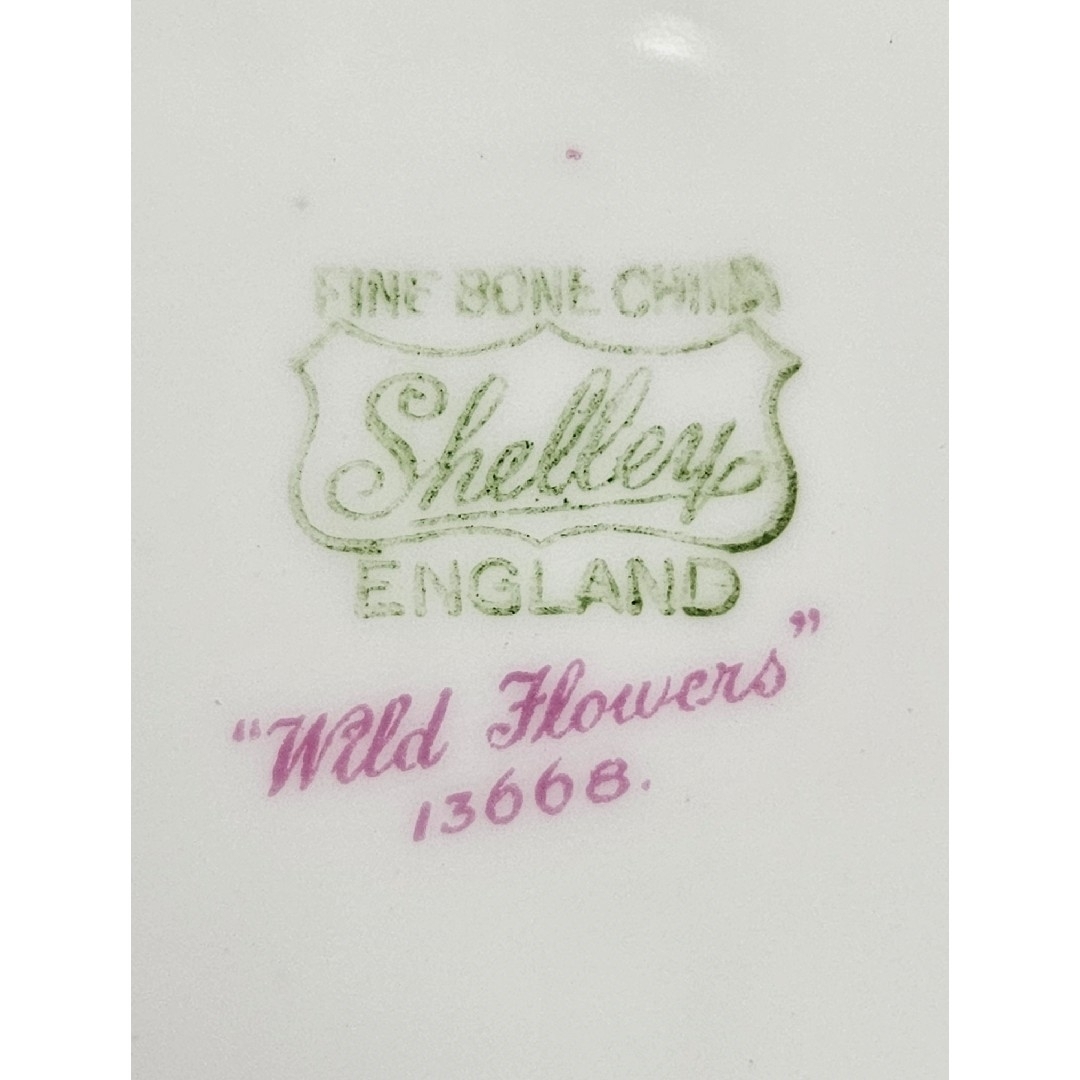 FINE BONE CHINA
Shelley
ENGLAND
"Wild Flowers"
13668.